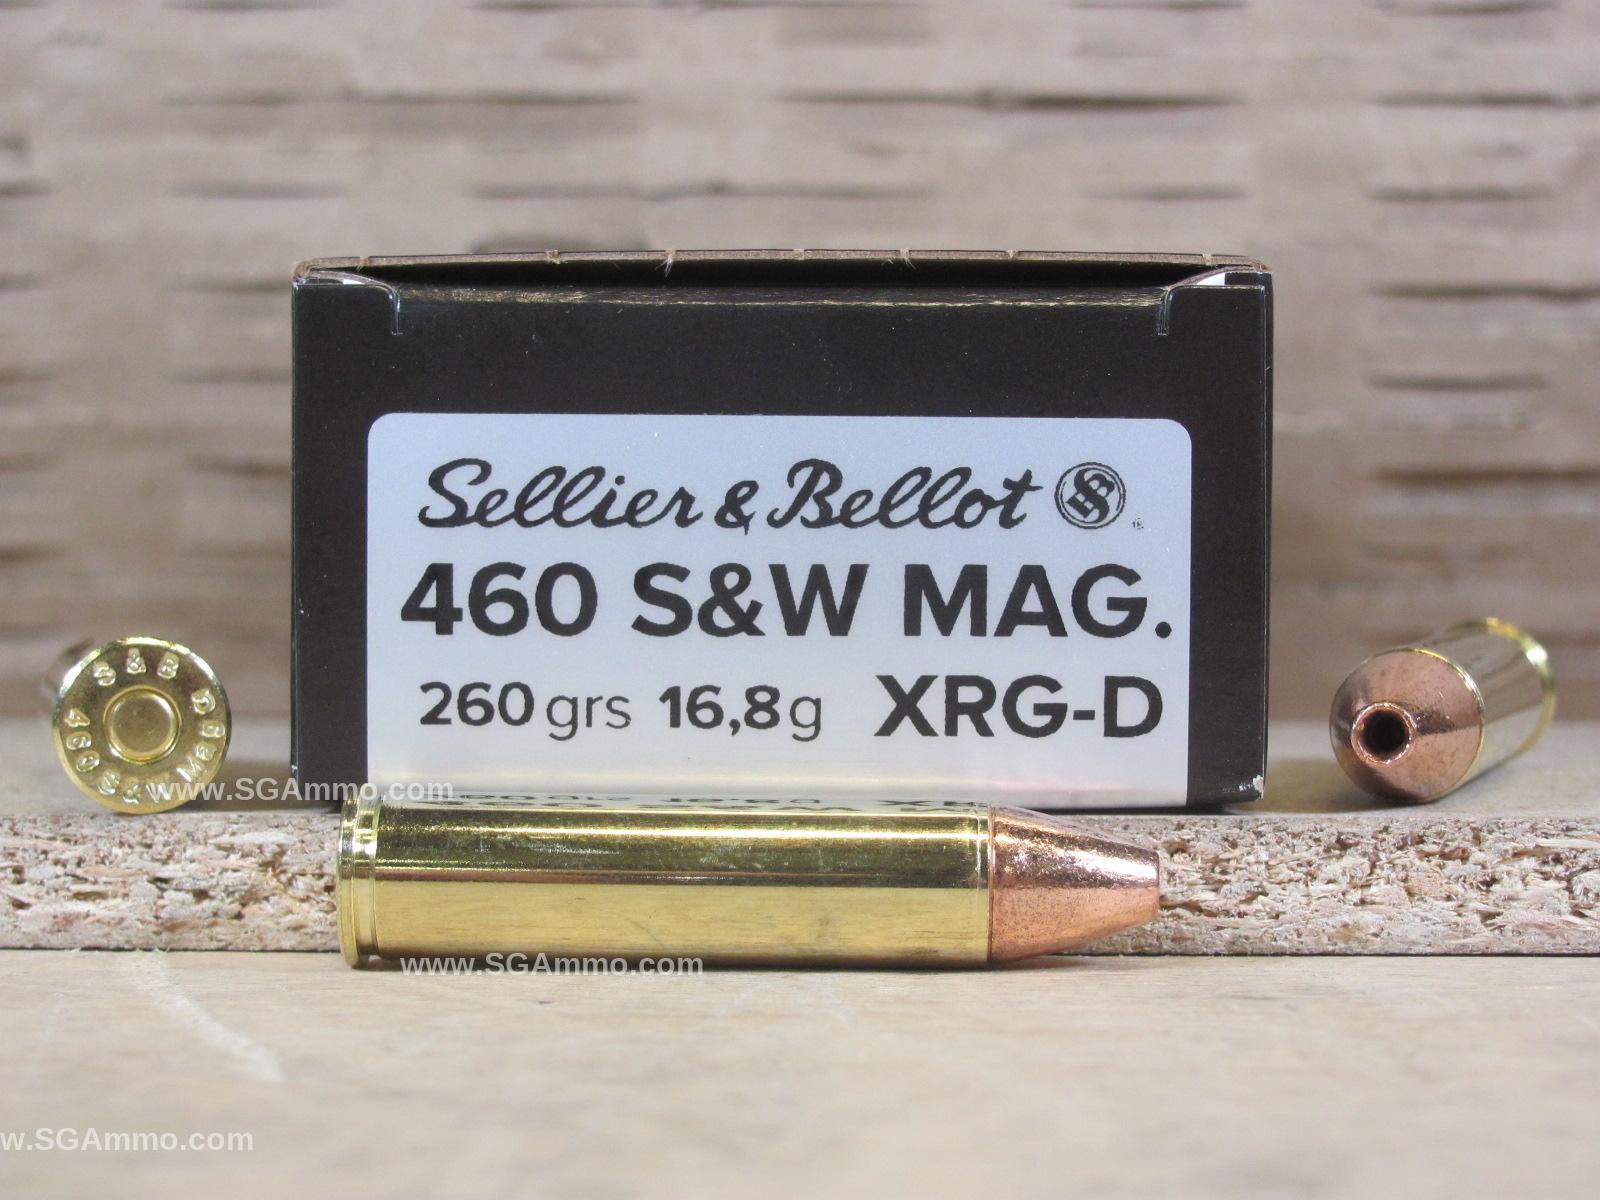 Sellier & Bellot SB ®
460 S&W MAG.
260 grs 16,8g XRG-D
S & B
460 S&W Mag
www.SGAmmo.com
www.SGAmmo.com
w.SGAmmo.com